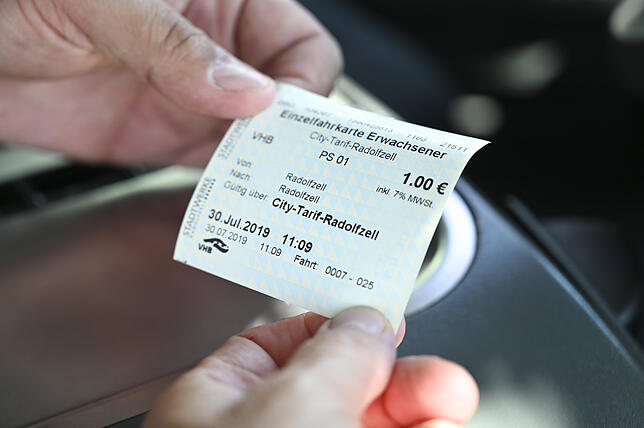 Einzelfahrkarte Erwachsener
City-Tarif-Radolfzell
VHB
PS 01
1.00 €
inkl. 7% MWSt.
Von: Radolfzell
Nach: Radolfzell
Gültig über: City-Tarif-Radolfzell
30.Jul.2019 11:09
30.07.2019 11:09 Fahrt: 0007 - 025
VHB